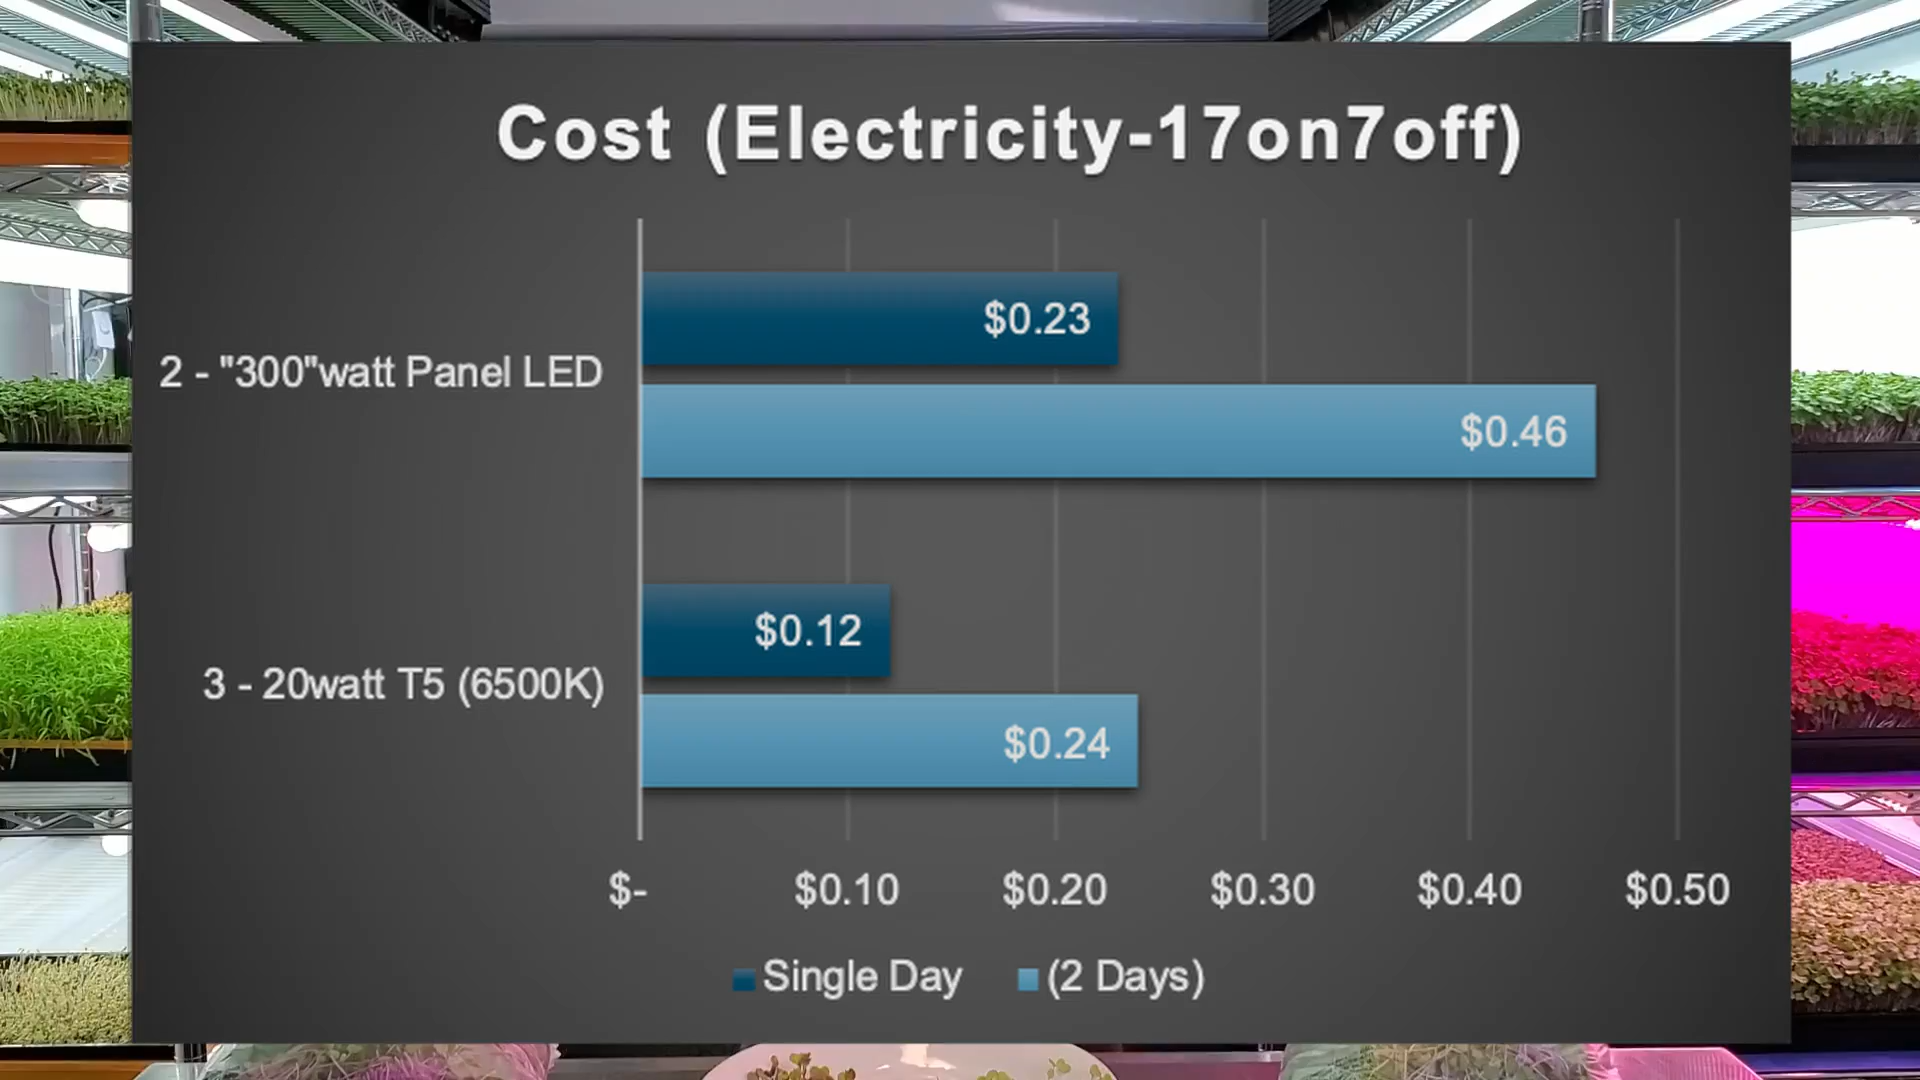 Cost (Electricity-17on7off)
2 - "300"watt Panel LED
$0.23
$0.46
3 - 20watt T5 (6500K)
$0.12
$0.24
$- $0.10 $0.20 $0.30 $0.40 $0.50
Single Day (2 Days)